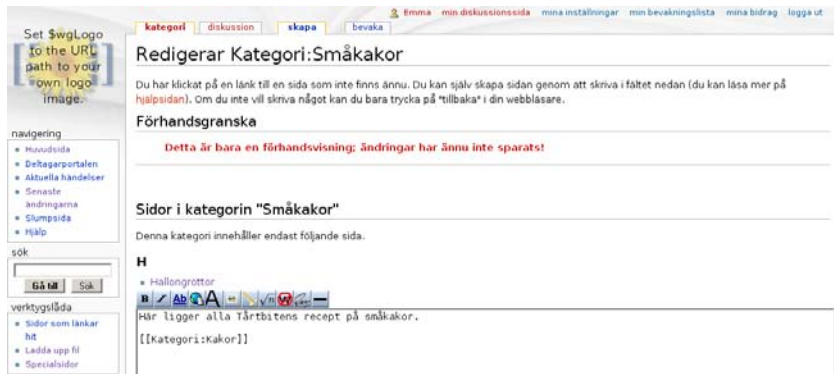 Emma min diskussionssida mina inställningar min bevakningslista mina bidrag logga ut
kategori diskussion skapa bevaka
Set $wgLogo
to the URL
path to your
own logo
image.
Redigerar Kategori:Småkakor
Du har klickat på en länk till en sida som inte finns ännu. Du kan själv skapa sidan genom att skriva i fältet nedan (du kan läsa mer på
hjälpsidan). Om du inte vill skriva något kan du bara trycka på "tillbaka" i din webbläsare.
Förhandsgranska
Detta är bara en förhandsvisning; ändringar har ännu inte sparats!
navigering
Huvudsida
Deltagarportalen
Aktuella händelser
Senaste
ändringarna
Slumpsida
Hjälp
sök
Gå till Sök
verktygslåda
Sidor som länkar
hit
Ladda upp fil
Specialsidor
Sidor i kategorin "Småkakor"
Denna kategori innehåller endast följande sida.
H
Hallongrottor
B I Ab A √n W
Här ligger alla Tårtbitens recept på småkakor.
[[Kategori:Kakor]]